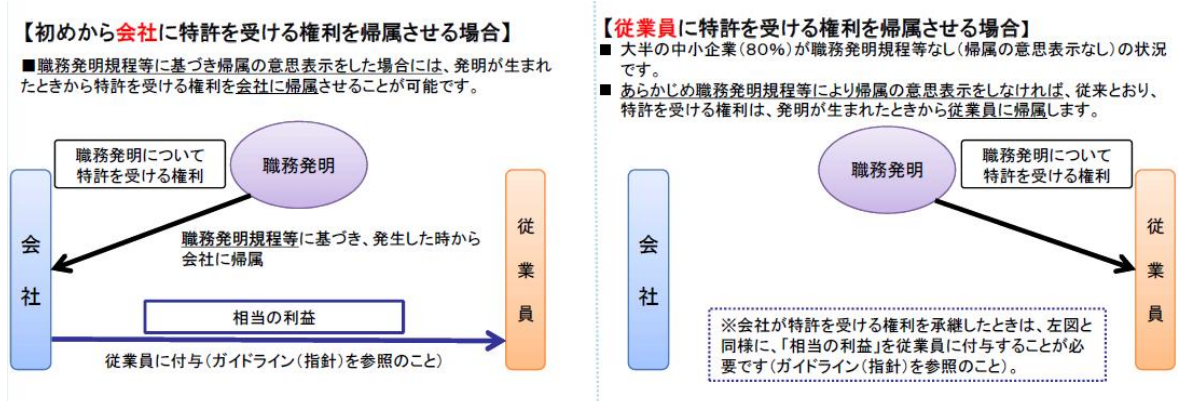 【初めから会社に特許を受ける権利を帰属させる場合】
■職務発明規程等に基づき帰属の意思表示をした場合には、発明が生まれ
たときから特許を受ける権利を会社に帰属させることが可能です。
職務発明について
特許を受ける権利
職務発明
会社
従業員
職務発明規程等に基づき、発生した時から
会社に帰属
相当の利益
従業員に付与(ガイドライン(指針)を参照のこと)
【従業員に特許を受ける権利を帰属させる場合】
■ 大半の中小企業(80%)が職務発明規程等なし(帰属の意思表示なし)の状況
です。
■ あらかじめ職務発明規程等により帰属の意思表示をしなければ、従来とおり、
特許を受ける権利は、発明が生まれたときから従業員に帰属します。
職務発明
職務発明について
特許を受ける権利
会社
従業員
※会社が特許を受ける権利を承継したときは、左図と
同様に、「相当の利益」を従業員に付与することが必
要です(ガイドライン(指針)を参照のこと)。